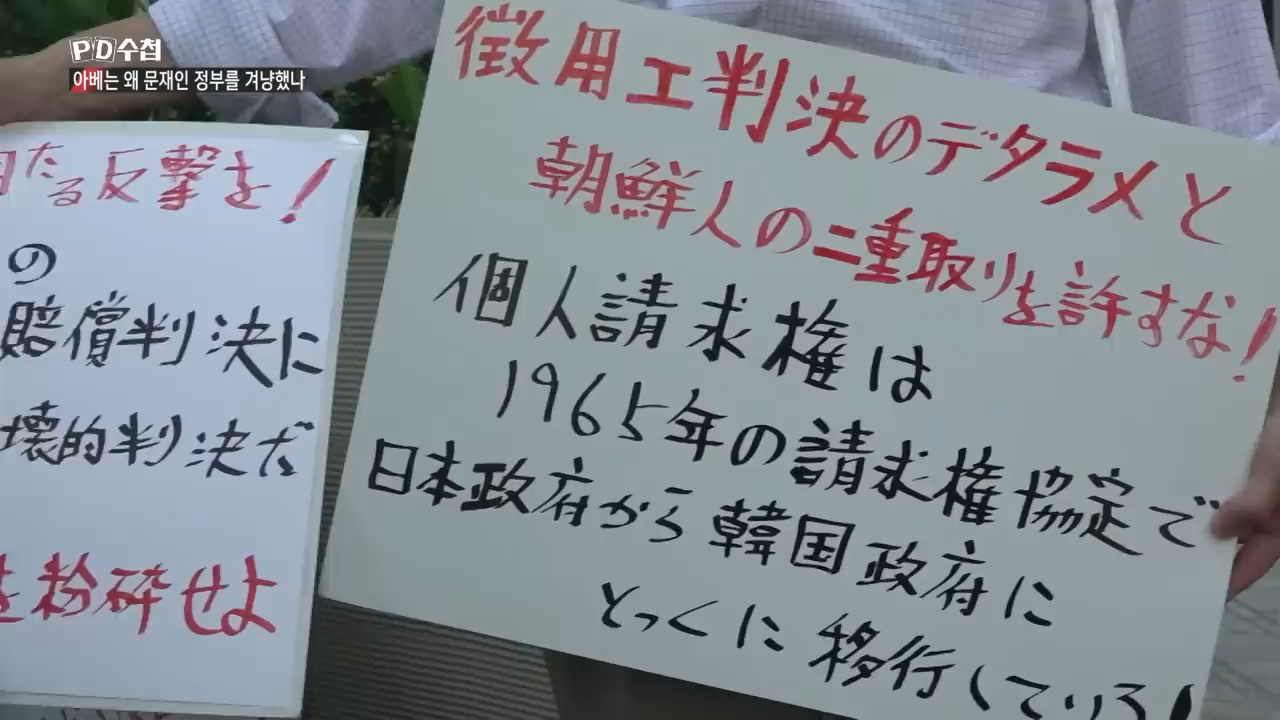 PD수첩
아베는 왜 문재인 정부를 겨냥했나
たる反撃を!
の
賠償判決に
壊的判決だ
を粉砕せよ
徴用工判決のデタラメと
朝鮮人の二重取りを許すな!
個人請求権は
1965年の請求権協定で
日本政府から韓国政府に
とっくに移行している!